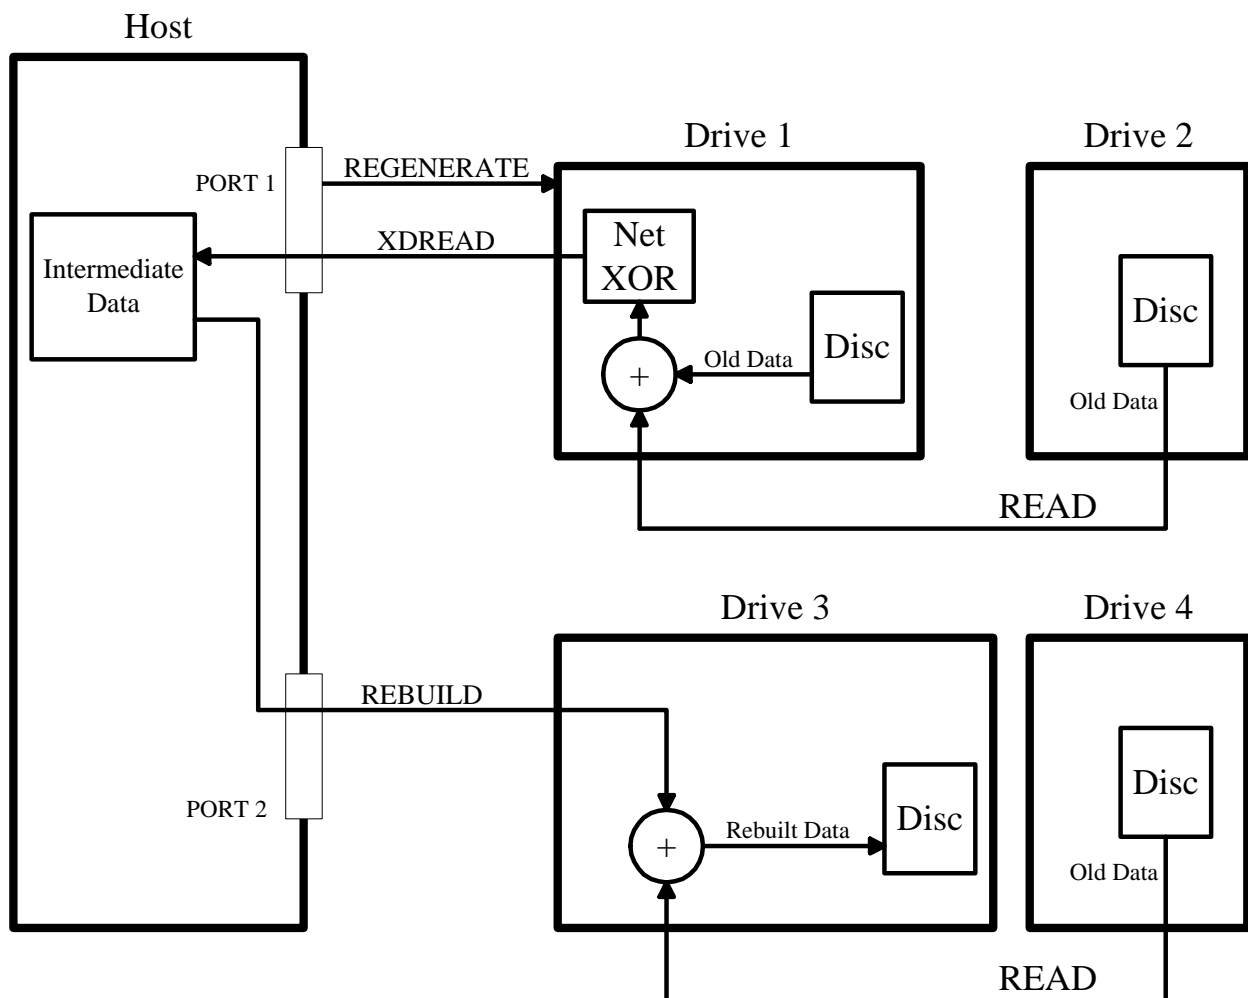 Host
Drive 1
Drive 2
PORT 1
REGENERATE
XDREAD
Net
XOR
Intermediate
Data
Disc
Old Data
+
Disc
Old Data
READ
Drive 3
Drive 4
REBUILD
PORT 2
Disc
Rebuilt Data
+
Disc
Old Data
READ